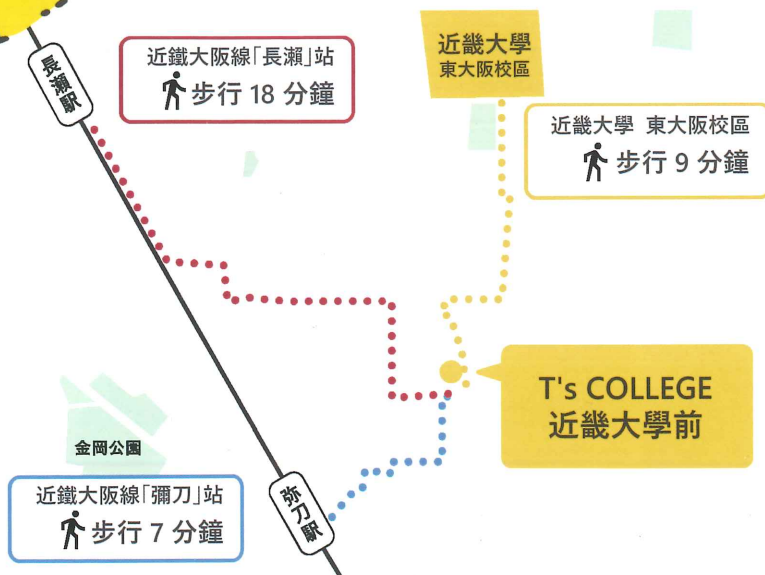 長瀬駅
近鐵大阪線「長瀨」站
步行 18 分鐘
近畿大學
東大阪校區
近畿大學 東大阪校區
步行 9 分鐘
T's COLLEGE
近畿大學前
金岡公園
近鐵大阪線「彌刀」站
步行 7 分鐘
弥刀駅